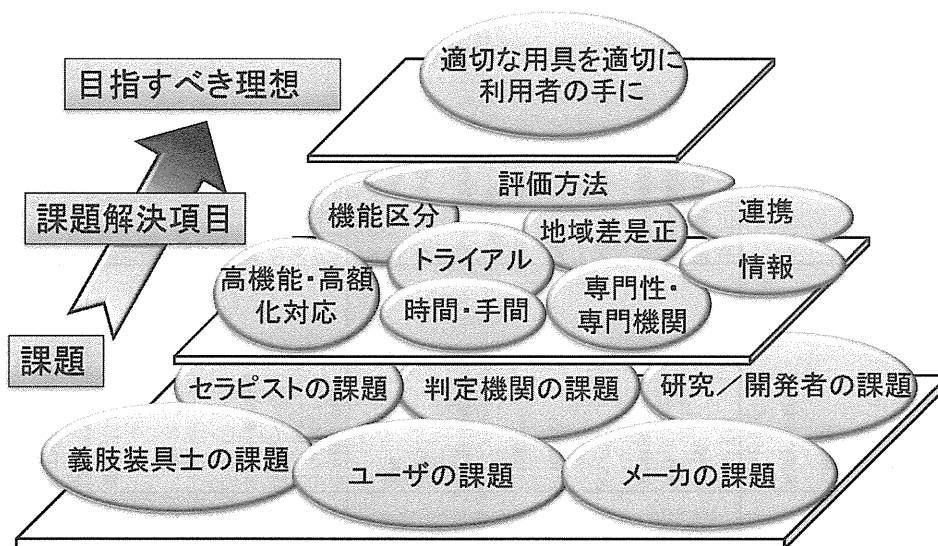 適切な用具を適切に
利用者の手に
目指すべき理想
評価方法
機能区分
地域差是正
連携
課題解決項目
トライアル
情報
高機能・高額
化対応
時間・手間
専門性・
専門機関
課題
セラピストの課題
判定機関の課題
研究／開発者の課題
義肢装具士の課題
ユーザの課題
メーカの課題